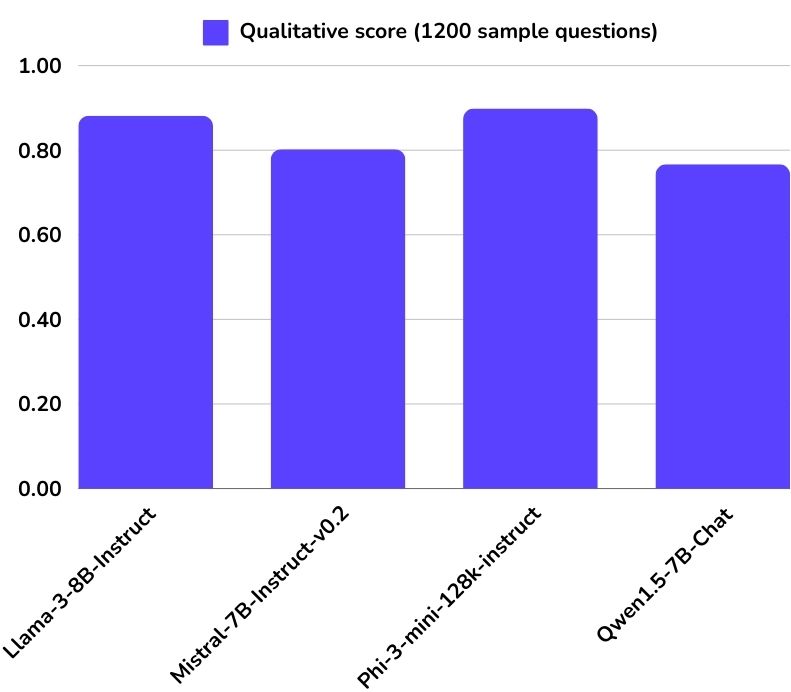 Qualitative score (1200 sample questions)
1.00
0.80
0.60
0.40
0.20
0.00
Llama-3-8B-Instruct
Mistral-7B-Instruct-v0.2
Phi-3-mini-128k-instruct
Qwen1.5-7B-Chat